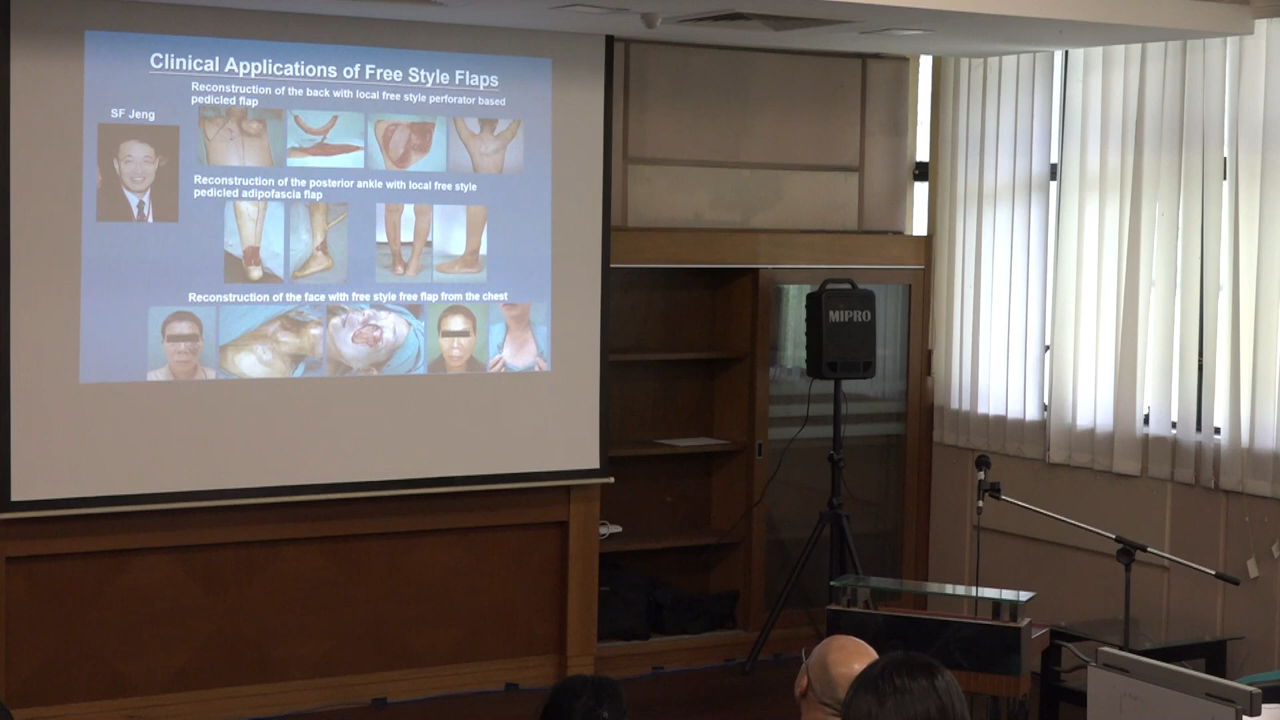 Clinical Applications of Free Style Flaps
Reconstruction of the back with local free style perforator based
pedicled flap
SF Jeng
Reconstruction of the posterior ankle with local free style
pedicled adipofascia flap
Reconstruction of the face with free style free flap from the chest
MIPRO